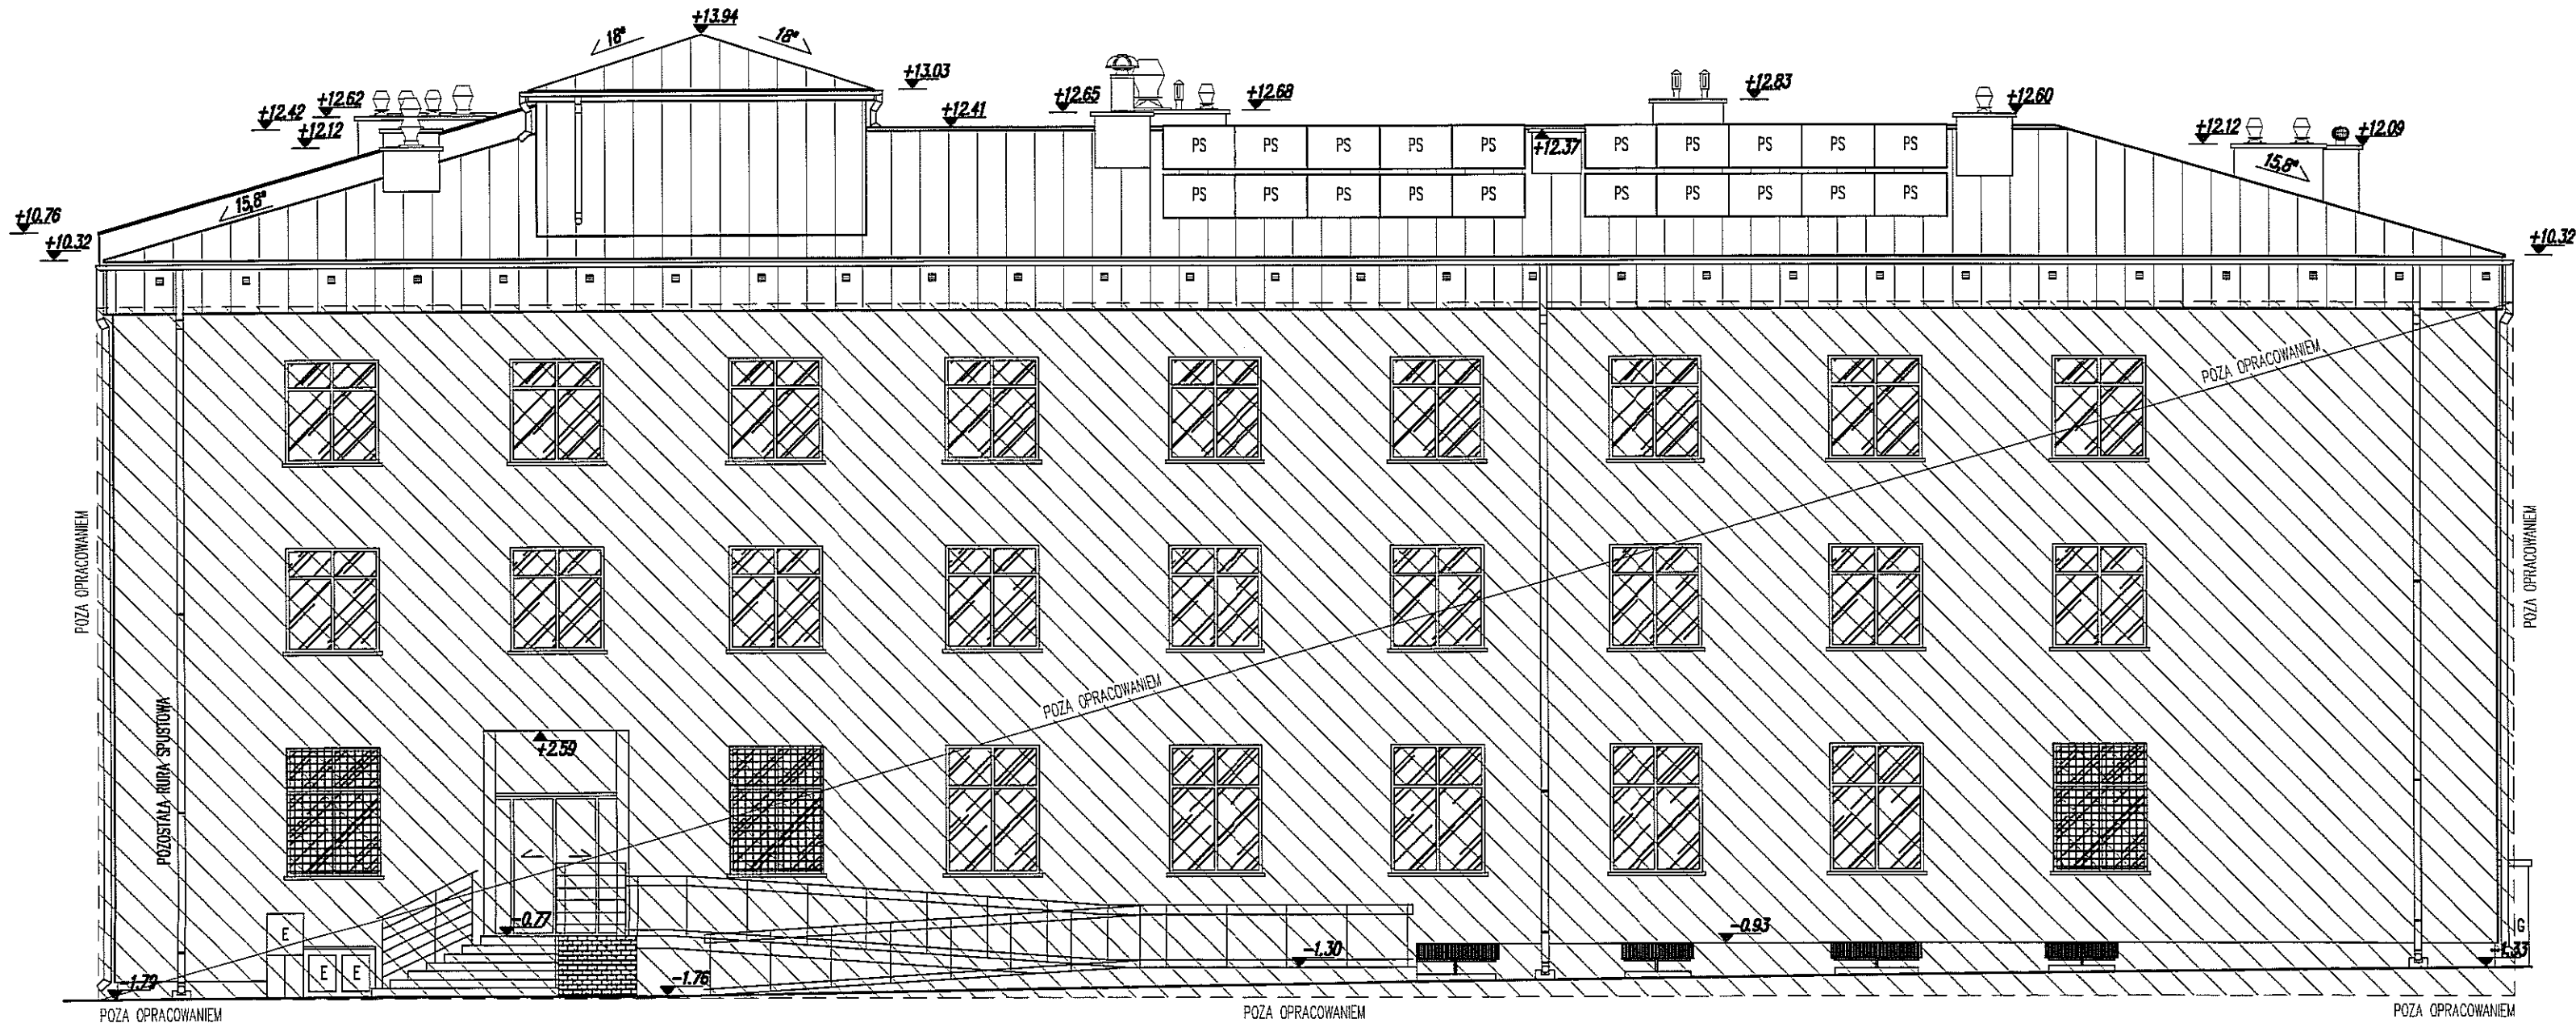 +13.94
18°
18°
+13.03
+12.83
+12.62
+12.65
+12.68
+12.60
+12.42
+12.41
+12.12
+12.12
+12.09
PS PS PS PS PS
+12.37
PS PS PS PS PS
15,8°
PS PS PS PS PS
PS PS PS PS PS
15,8°
+10.76
+10.32
+10.32
POZA OPRACOWANIEM
POZA OPRACOWANIEM
POZA OPRACOWANIEM
POZA OPRACOWANIEM
POZOSTAŁA RURA SPUSTOWA
+2.59
-0.77
-0.93
E
G
-1.30
-1.33
E E
-1.79
-1.76
POZA OPRACOWANIEM
POZA OPRACOWANIEM
POZA OPRACOWANIEM